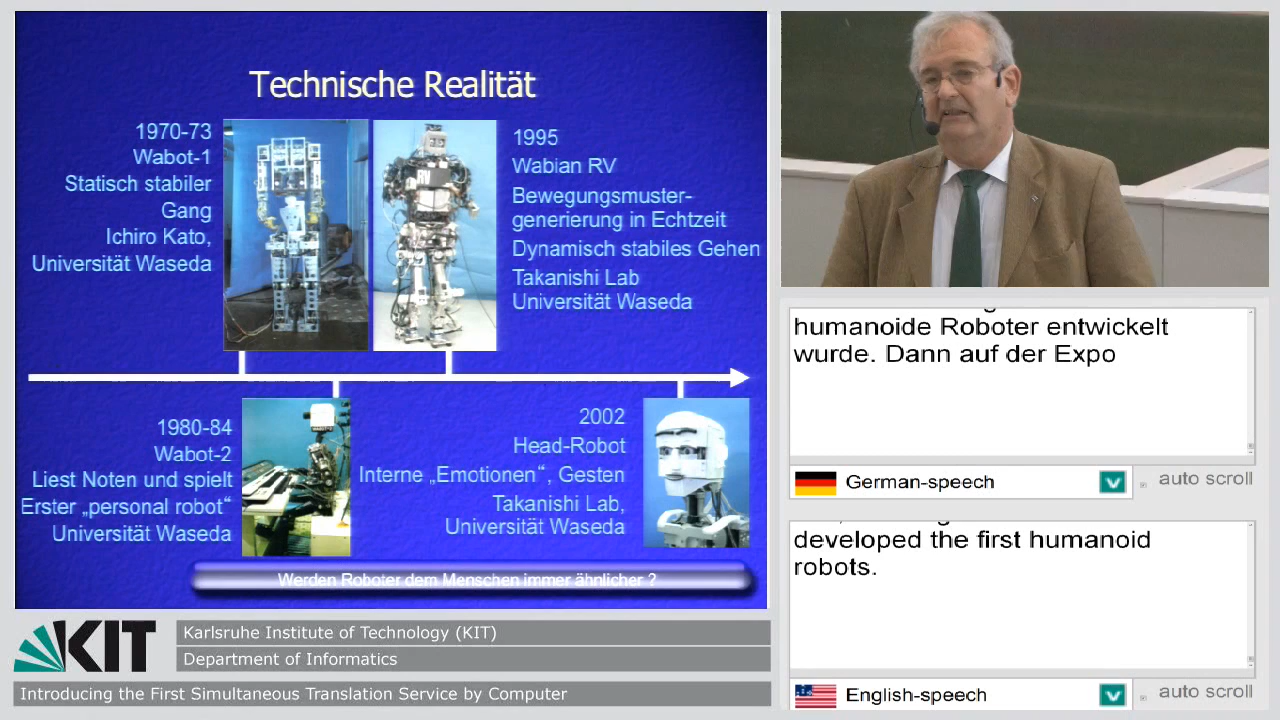 Technische Realität
1970-73
Wabot-1
Statisch stabiler
Gang
Ichiro Kato,
Universität Waseda
RV
1995
Wabian RV
Bewegungsmuster-
generierung in Echtzeit
Dynamisch stabiles Gehen
Takanishi Lab
Universität Waseda
1980-84
Wabot-2
Liest Noten und spielt
Erster „personal robot“
Universität Waseda
2002
Head-Robot
Interne „Emotionen“, Gesten
Takanishi Lab,
Universität Waseda
Werden Roboter dem Menschen immer ähnlicher ?
humanoide Roboter entwickelt
wurde. Dann auf der Expo
German-speech
auto scroll
developed the first humanoid
robots.
English-speech
auto scroll
KIT
Karlsruhe Institute of Technology (KIT)
Department of Informatics
Introducing the First Simultaneous Translation Service by Computer